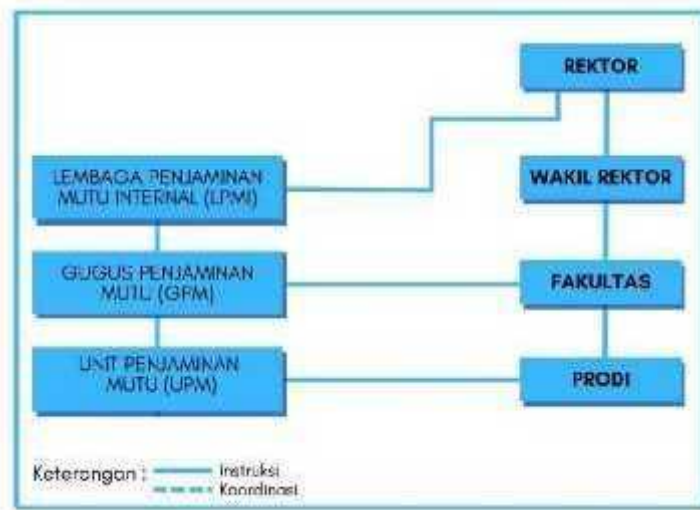 REKTOR
LEMBAGA PENJAMINAN
MUTU INTERNAL (LPMI)
WAKIL REKTOR
GUGUS PENJAMINAN
MUTU (GPM)
FAKULTAS
UNIT PENJAMINAN
MUTU (UPM)
PRODI
Keterangan :
Instruksi
Koordinasi